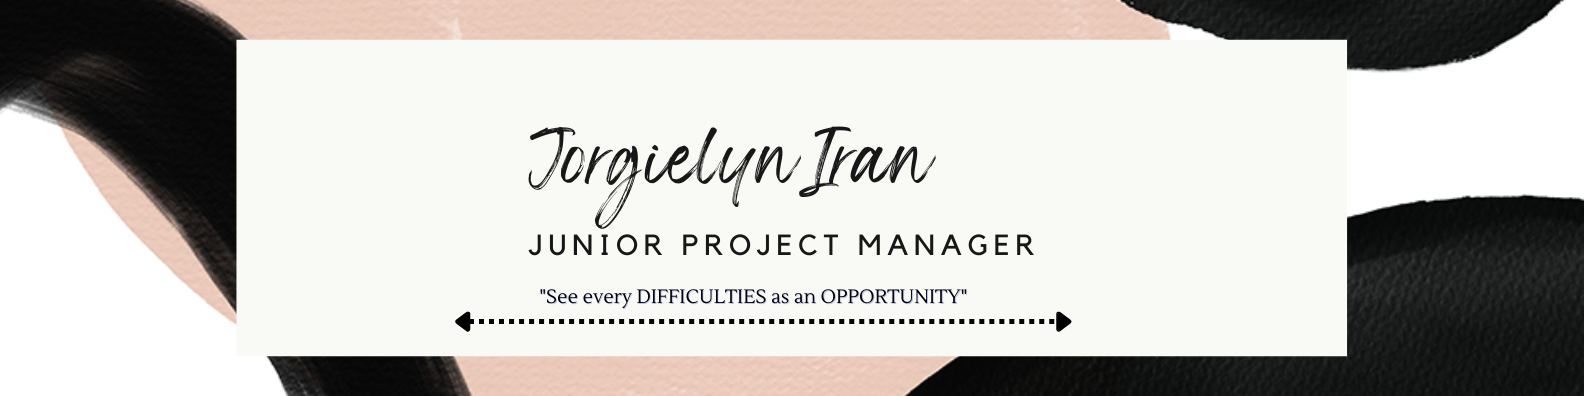 Jorgielyn Iran
JUNIOR PROJECT MANAGER
"See every DIFFICULTIES as an OPPORTUNITY"